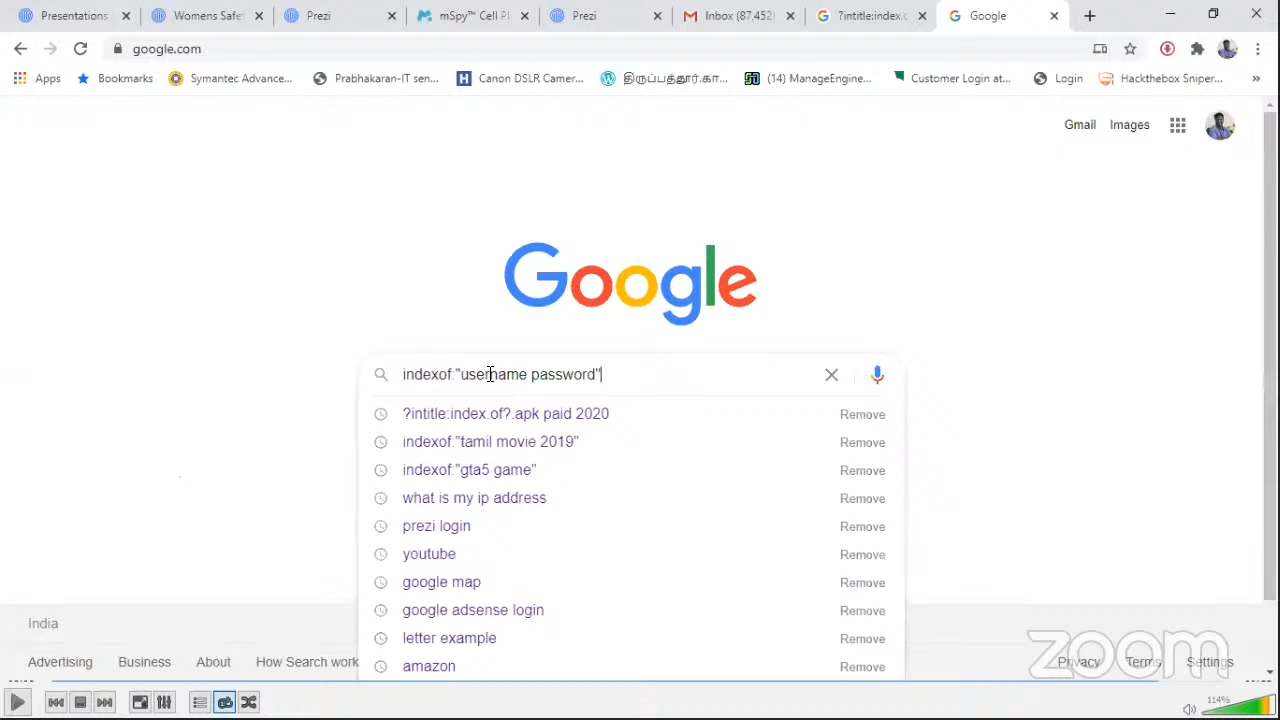 Presentations
Womens Safe
Prezi
mSpy™ Cell P
Prezi
Inbox (87,452
?intitle:index.c
Google
google.com
Apps
Bookmarks
Symantec Advance...
Prabhakaran-IT sen...
Canon DSLR Camer...
திருப்பத்தூர்.கா...
(14) ManageEngine...
Customer Login at...
Login
Hackthebox Sniper...
»
Gmail
Images
Google
indexof:"username password"
?intitle:index.of?.apk paid 2020 Remove
indexof:"tamil movie 2019" Remove
indexof:"gta5 game" Remove
what is my ip address Remove
prezi login Remove
youtube Remove
google map Remove
google adsense login Remove
letter example Remove
amazon Remove
India
Advertising
Business
About
How Search work
Privacy
Terms
Settings
zoom
114%